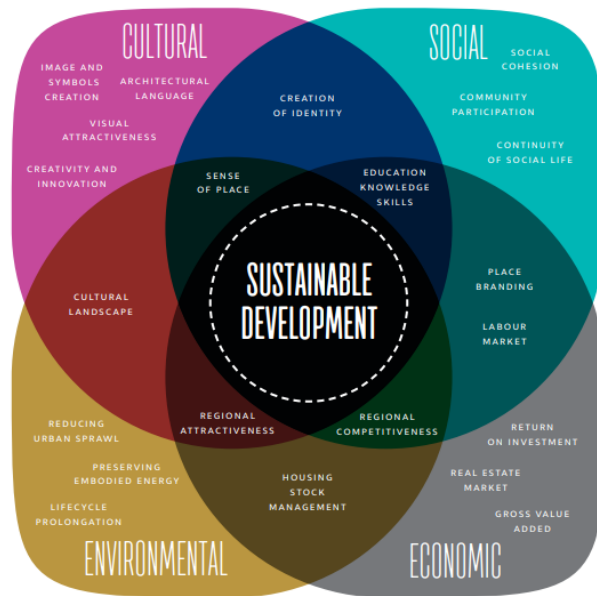 CULTURAL
IMAGE AND
SYMBOLS
CREATION
ARCHITECTURAL
LANGUAGE
VISUAL
ATTRACTIVENESS
CREATIVITY AND
INNOVATION
SOCIAL
SOCIAL
COHESION
COMMUNITY
PARTICIPATION
CONTINUITY
OF SOCIAL LIFE
CREATION
OF IDENTITY
SENSE
OF PLACE
EDUCATION
KNOWLEDGE
SKILLS
SUSTAINABLE
DEVELOPMENT
CULTURAL
LANDSCAPE
PLACE
BRANDING
LABOUR
MARKET
REGIONAL
ATTRACTIVENESS
REGIONAL
COMPETITIVENESS
REDUCING
URBAN SPRAWL
PRESERVING
EMBODIED ENERGY
LIFECYCLE
PROLONGATION
ENVIRONMENTAL
HOUSING
STOCK
MANAGEMENT
RETURN
ON INVESTMENT
REAL ESTATE
MARKET
GROSS VALUE
ADDED
ECONOMIC